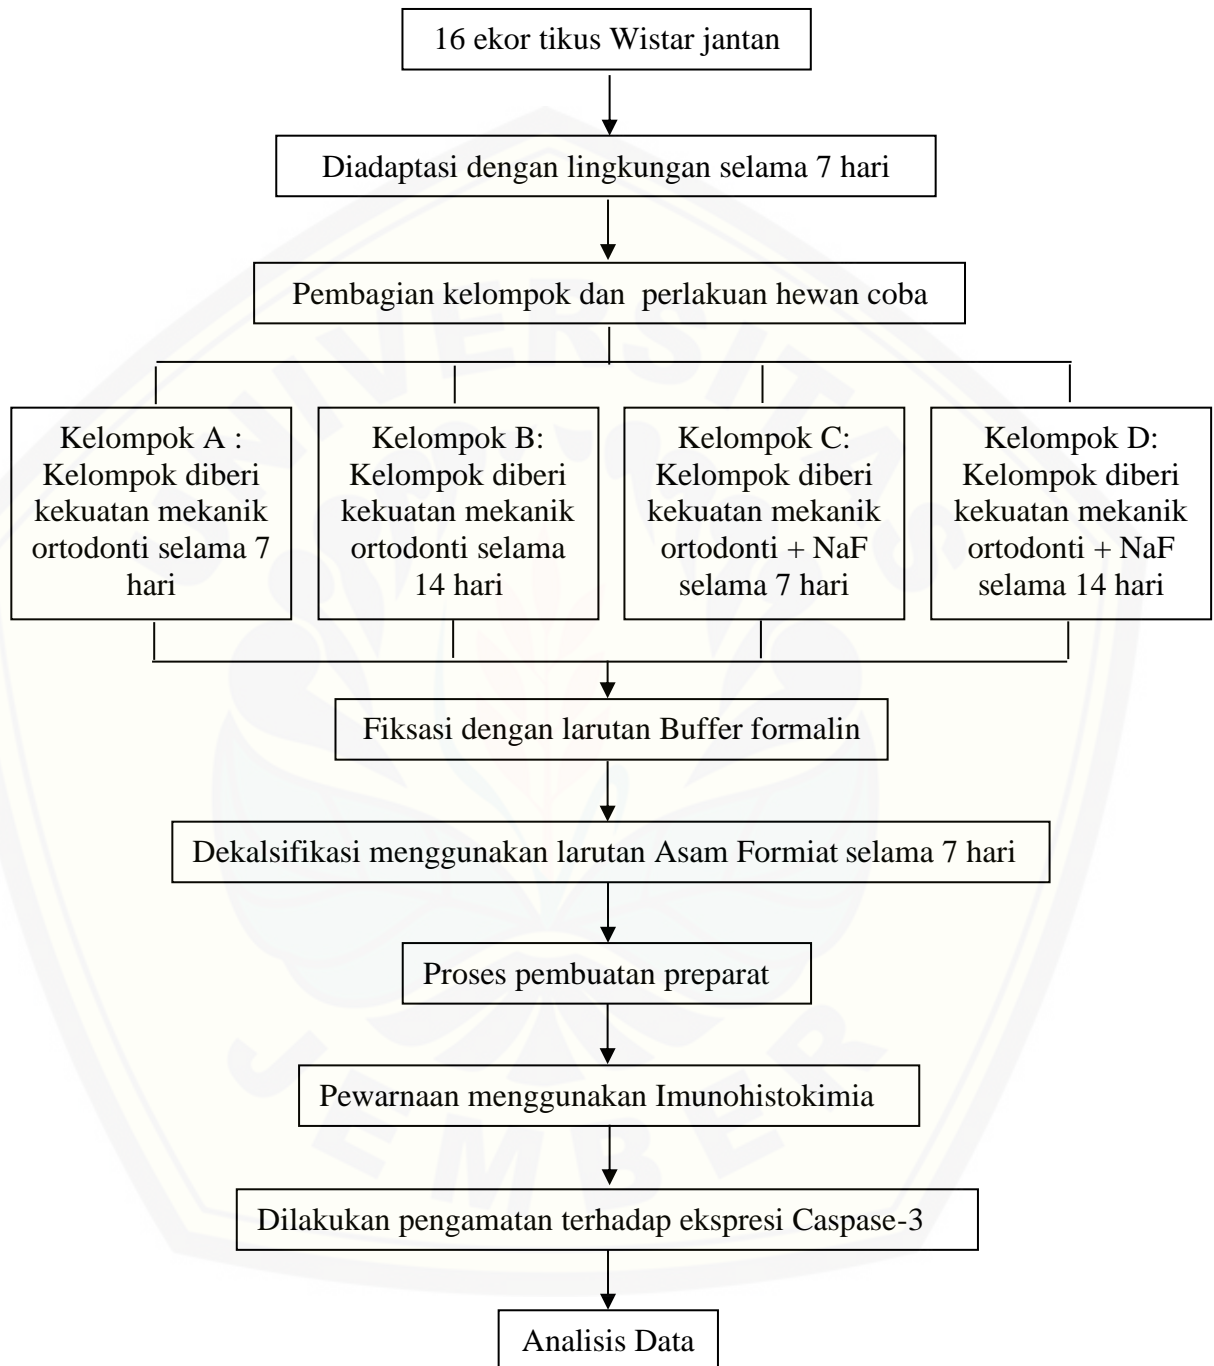 16 ekor tikus Wistar jantan
Diadaptasi dengan lingkungan selama 7 hari
Pembagian kelompok dan perlakuan hewan coba
Kelompok A :
Kelompok diberi
kekuatan mekanik
ortodonti selama 7
hari
Kelompok B:
Kelompok diberi
kekuatan mekanik
ortodonti selama
14 hari
Kelompok C:
Kelompok diberi
kekuatan mekanik
ortodonti + NaF
selama 7 hari
Kelompok D:
Kelompok diberi
kekuatan mekanik
ortodonti + NaF
selama 14 hari
Fiksasi dengan larutan Buffer formalin
Dekalsifikasi menggunakan larutan Asam Formiat selama 7 hari
Proses pembuatan preparat
Pewarnaan menggunakan Imunohistokimia
Dilakukan pengamatan terhadap ekspresi Caspase-3
Analisis Data
UNIVERSITAS
JEMBER